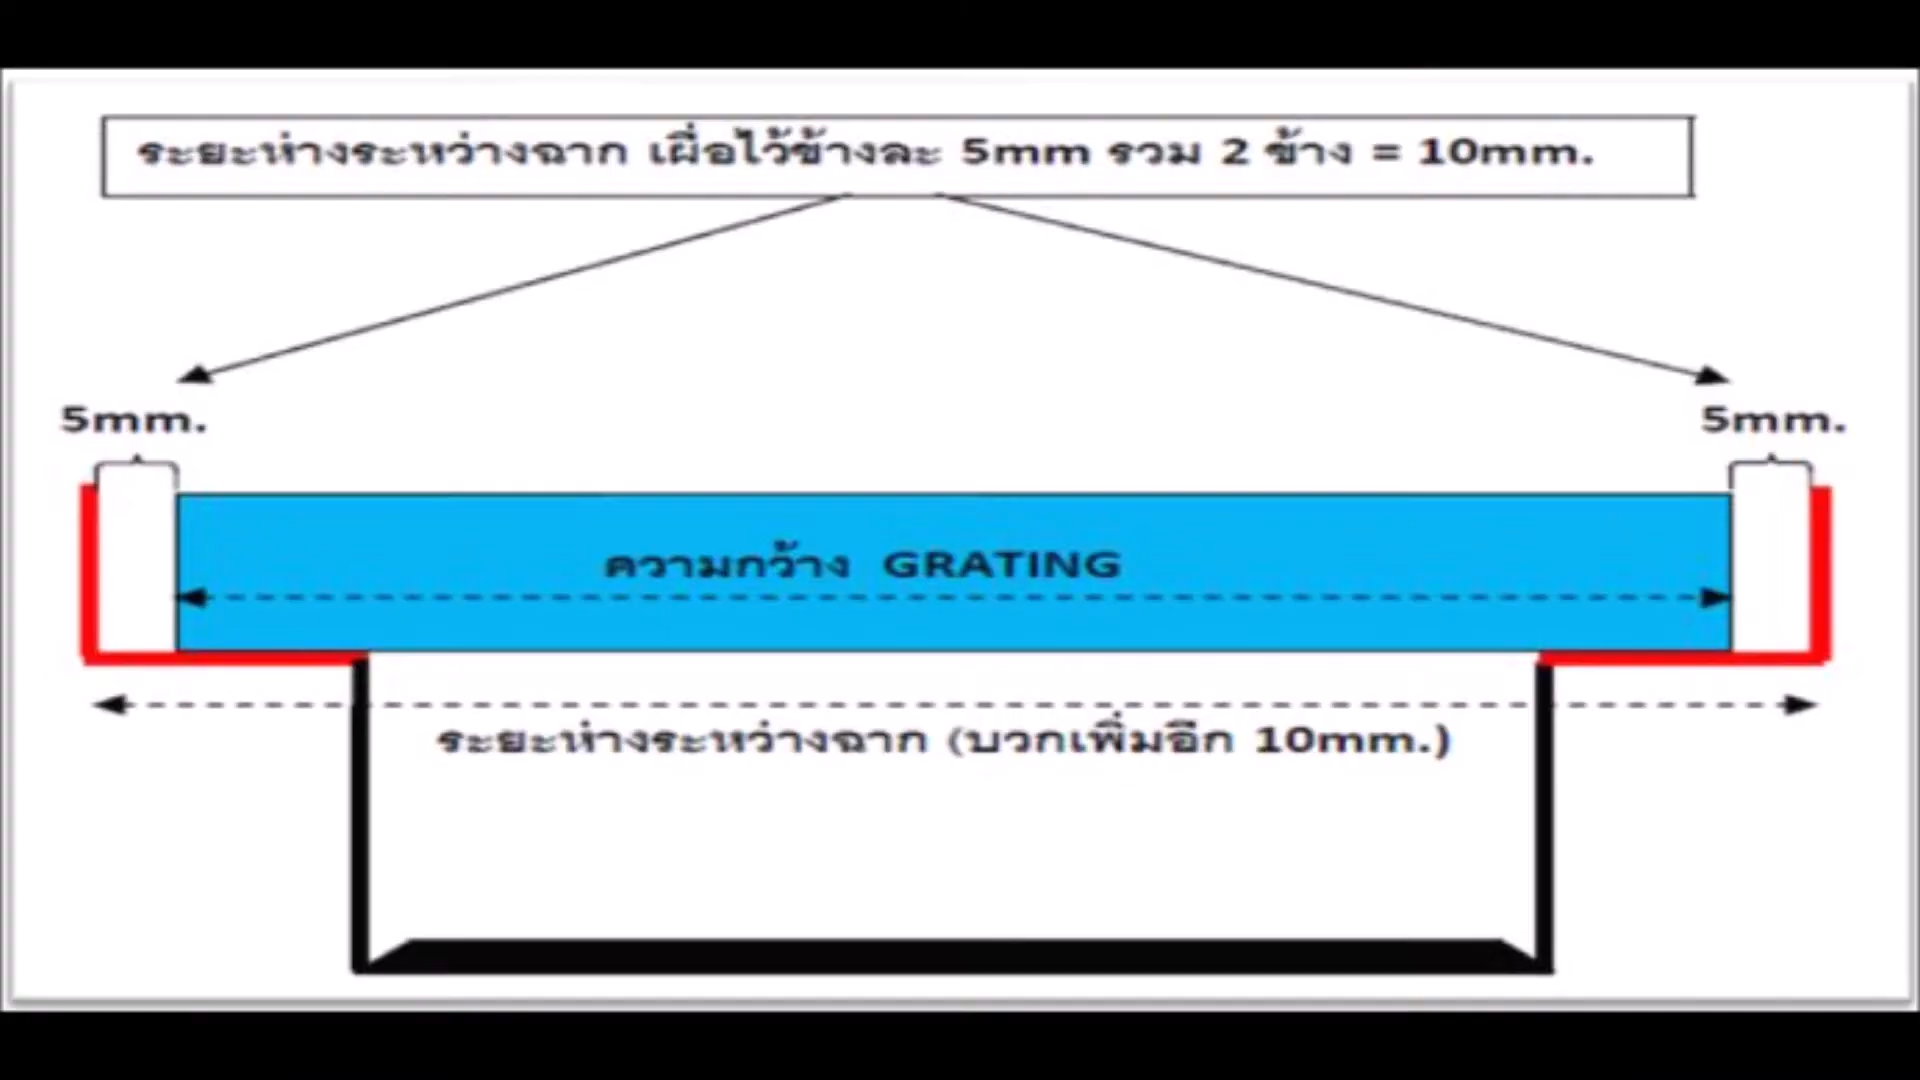 ระยะห่างระหว่างฉาก เผื่อไว้ข้างละ 5mm รวม 2 ข้าง = 10mm.
5mm.
5mm.
ความกว้าง GRATING
ระยะห่างระหว่างฉาก (บวกเพิ่มอีก 10mm.)